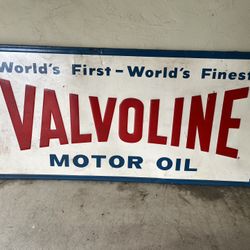 World's First - World's Finest
VALVOLINE
MOTOR OIL